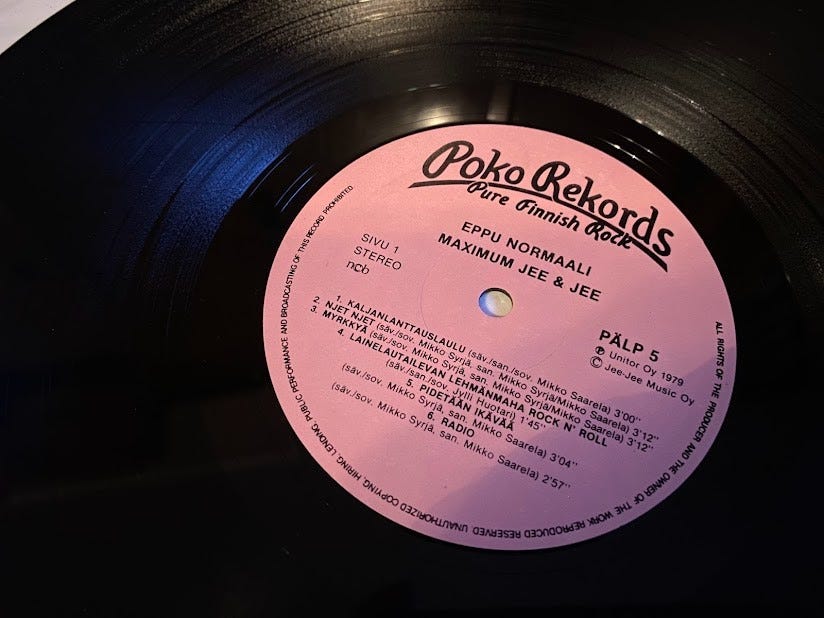 Poko Rekords
Pure Finnish Rock
EPPU NORMAALI
MAXIMUM JEE & JEE
SIVU 1
STEREO
ncb
PÄLP 5
Ⓟ Unitor Oy 1979
© Jee-Jee Music Oy
1. KALJANLANTTAUSLAULU (säv./san./sov. Mikko Saarela) 3'00''
2. NJET NJET (säv./sov. Mikko Syrjä, san. Mikko Syrjä/Mikko Saarela) 3'12''
3. MYRKKYÄ (säv./sov. Mikko Syrjä, san. Mikko Syrjä/Mikko Saarela) 3'12''
4. LAINELAUTAILEVAN LEHMÄNMAHA ROCK N' ROLL
(säv./san./sov. Jylli Huotari) 1'45''
5. PIDETÄÄN IKÄVÄÄ
(säv./sov. Mikko Syrjä, san. Mikko Saarela) 3'04''
6. RADIO
(säv./sov. Mikko Syrjä, san. Mikko Saarela) 2'57''
ALL RIGHTS OF THE PRODUCER AND THE OWNER OF THE WORK REPRODUCED RESERVED. UNAUTHORIZED COPYING, HIRING, LENDING, PUBLIC PERFORMANCE AND BROADCASTING OF THIS RECORD PROHIBITED